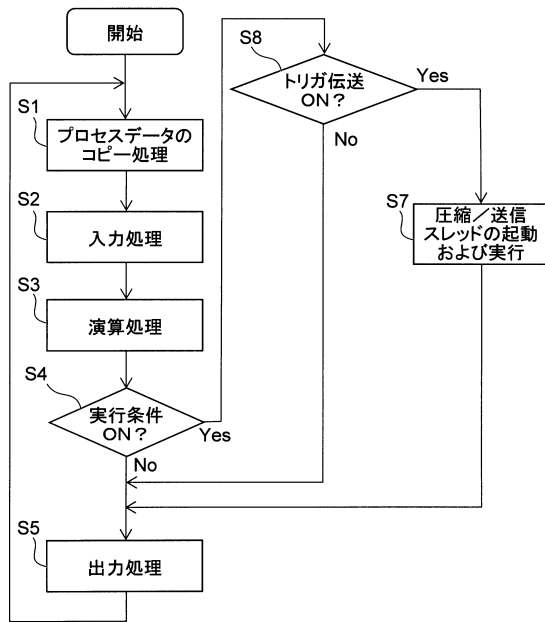 開始
S1
プロセスデータの
コピー処理
S2
入力処理
S3
演算処理
S4
実行条件
ON？
Yes
No
S5
出力処理
S8
トリガ伝送
ON？
Yes
No
S7
圧縮／送信
スレッドの起動
および実行